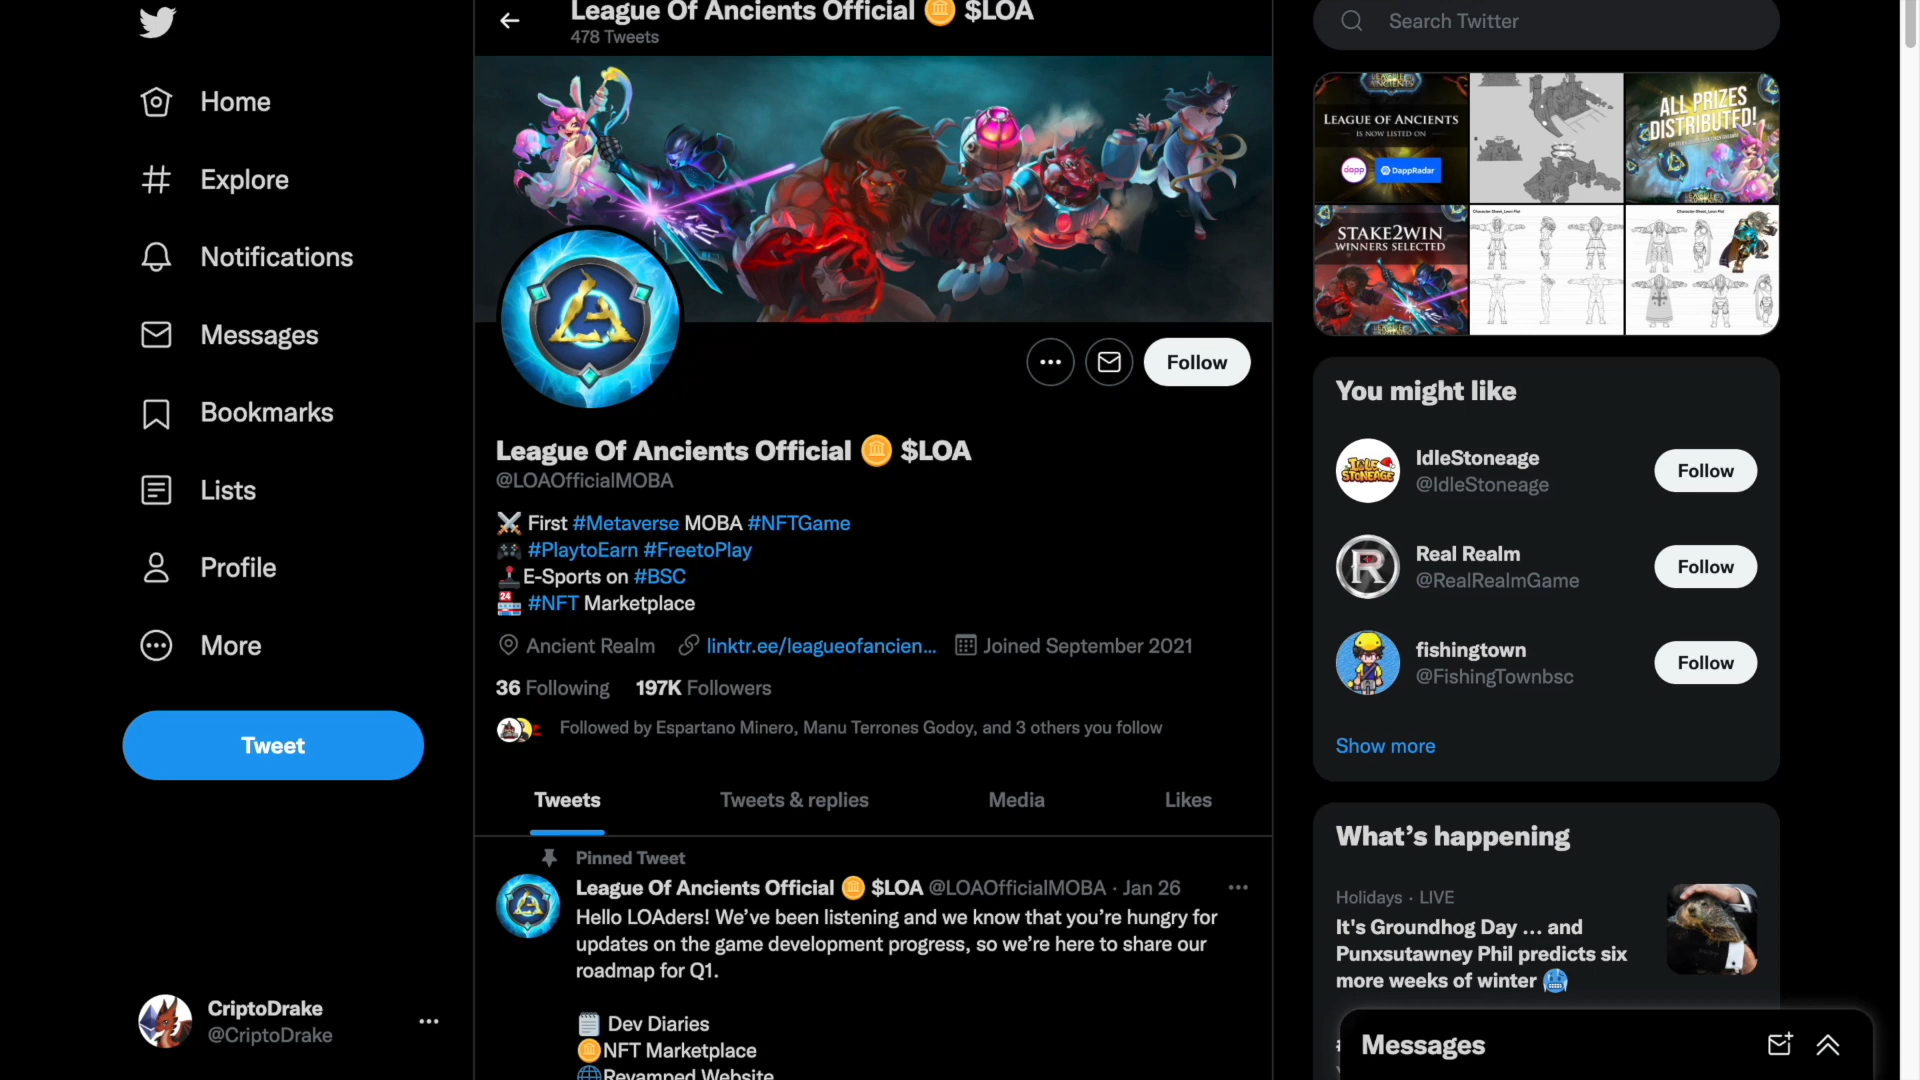 Home
Explore
Notifications
Messages
Bookmarks
Lists
Profile
More
Tweet
CriptoDrake
@CriptoDrake
League Of Ancients Official $LOA
478 Tweets
Follow
League Of Ancients Official $LOA
@LOAOfficialMOBA
⚔️ First #Metaverse MOBA #NFTGame
🎮 #PlaytoEarn #FreetoPlay
🕹️E-Sports on #BSC
🏪 #NFT Marketplace
Ancient Realm linktr.ee/leagueofancien… Joined September 2021
36 Following 197K Followers
Followed by Espartano Minero, Manu Terrones Godoy, and 3 others you follow
Tweets Tweets & replies Media Likes
Pinned Tweet
League Of Ancients Official $LOA @LOAOfficialMOBA · Jan 26
Hello LOAders! We’ve been listening and we know that you’re hungry for
updates on the game development progress, so we’re here to share our
roadmap for Q1.
Dev Diaries
NFT Marketplace
Revamped Website
Search Twitter
LEAGUE OF ANCIENTS
IS NOW LISTED ON
dapp DappRadar
ALL PRIZES
DISTRIBUTED!
STAKE2WIN
WINNERS SELECTED
You might like
IdleStoneage
@IdleStoneage
Follow
Real Realm
@RealRealmGame
Follow
fishingtown
@FishingTownbsc
Follow
Show more
What’s happening
Holidays · LIVE
It's Groundhog Day … and
Punxsutawney Phil predicts six
more weeks of winter 🥶
Messages